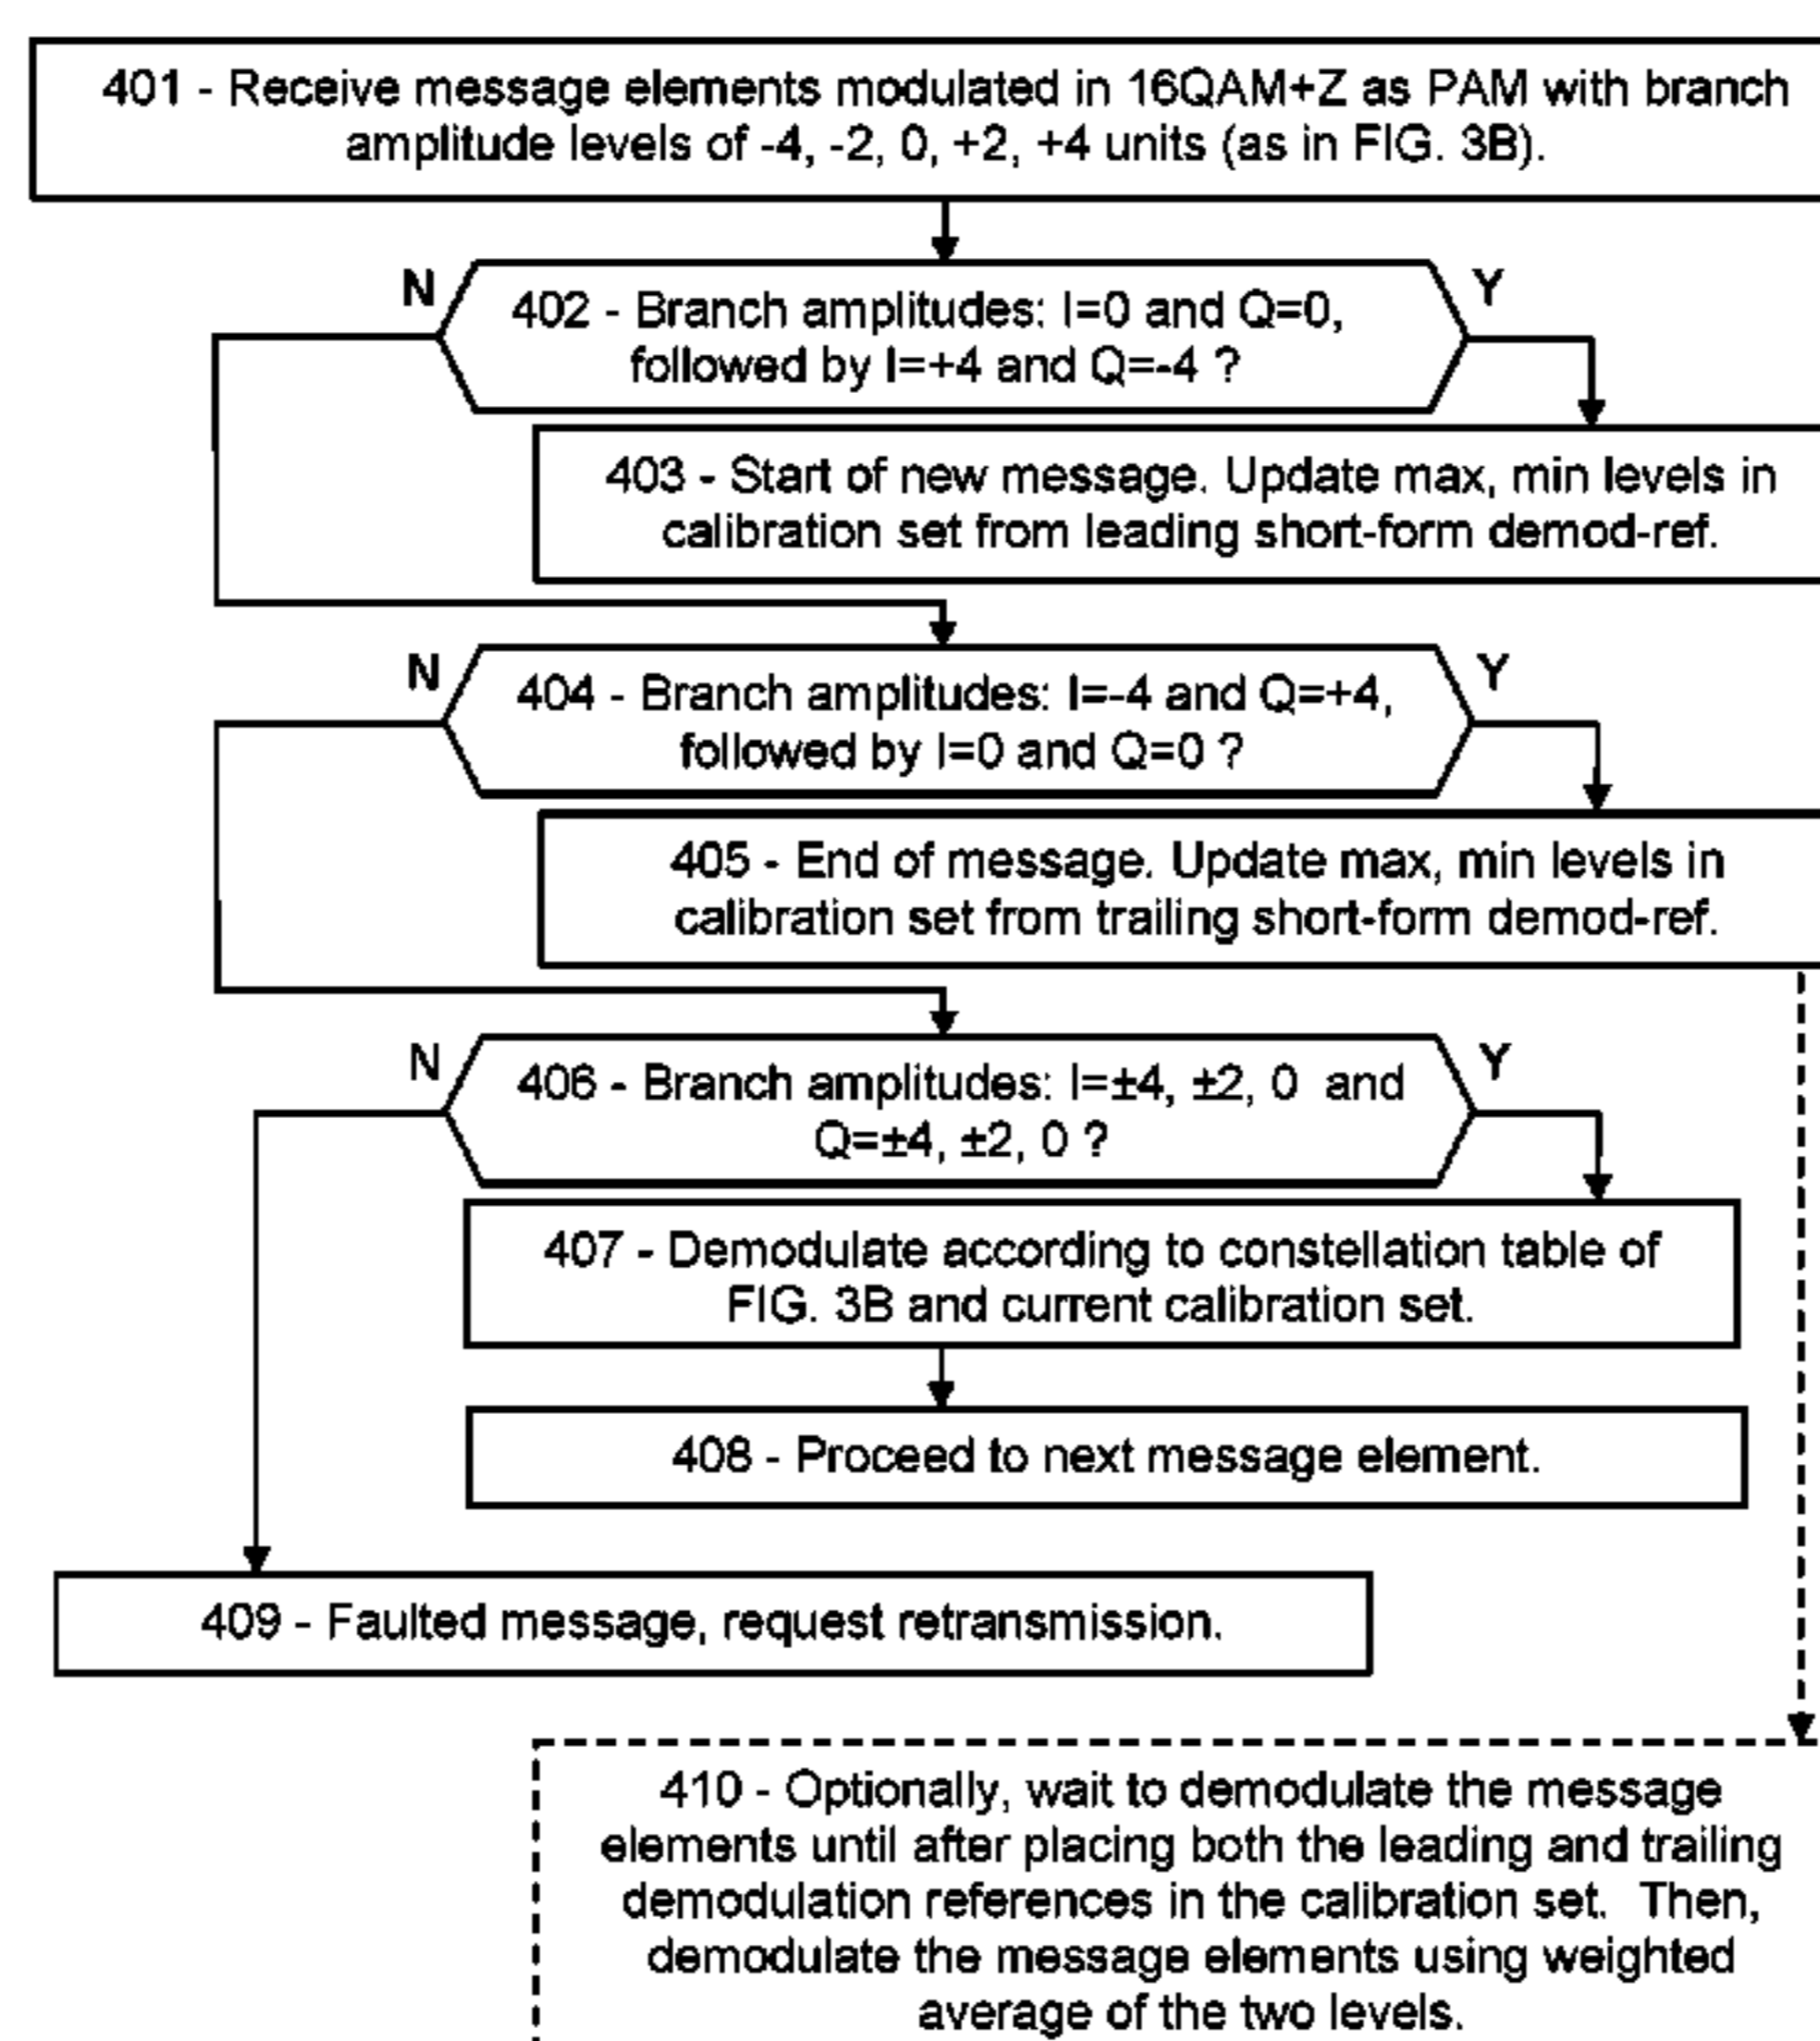 401 - Receive message elements modulated in 16QAM+Z as PAM with branch
amplitude levels of -4, -2, 0, +2, +4 units (as in FIG. 3B).
N
Y
402 - Branch amplitudes: I=0 and Q=0,
followed by I=+4 and Q=-4 ?
403 - Start of new message. Update max, min levels in
calibration set from leading short-form demod-ref.
N
Y
404 - Branch amplitudes: I=-4 and Q=+4,
followed by I=0 and Q=0 ?
405 - End of message. Update max, min levels in
calibration set from trailing short-form demod-ref.
N
Y
406 - Branch amplitudes: I=±4, ±2, 0 and
Q=±4, ±2, 0 ?
407 - Demodulate according to constellation table of
FIG. 3B and current calibration set.
408 - Proceed to next message element.
409 - Faulted message, request retransmission.
410 - Optionally, wait to demodulate the message
elements until after placing both the leading and trailing
demodulation references in the calibration set. Then,
demodulate the message elements using weighted
average of the two levels.